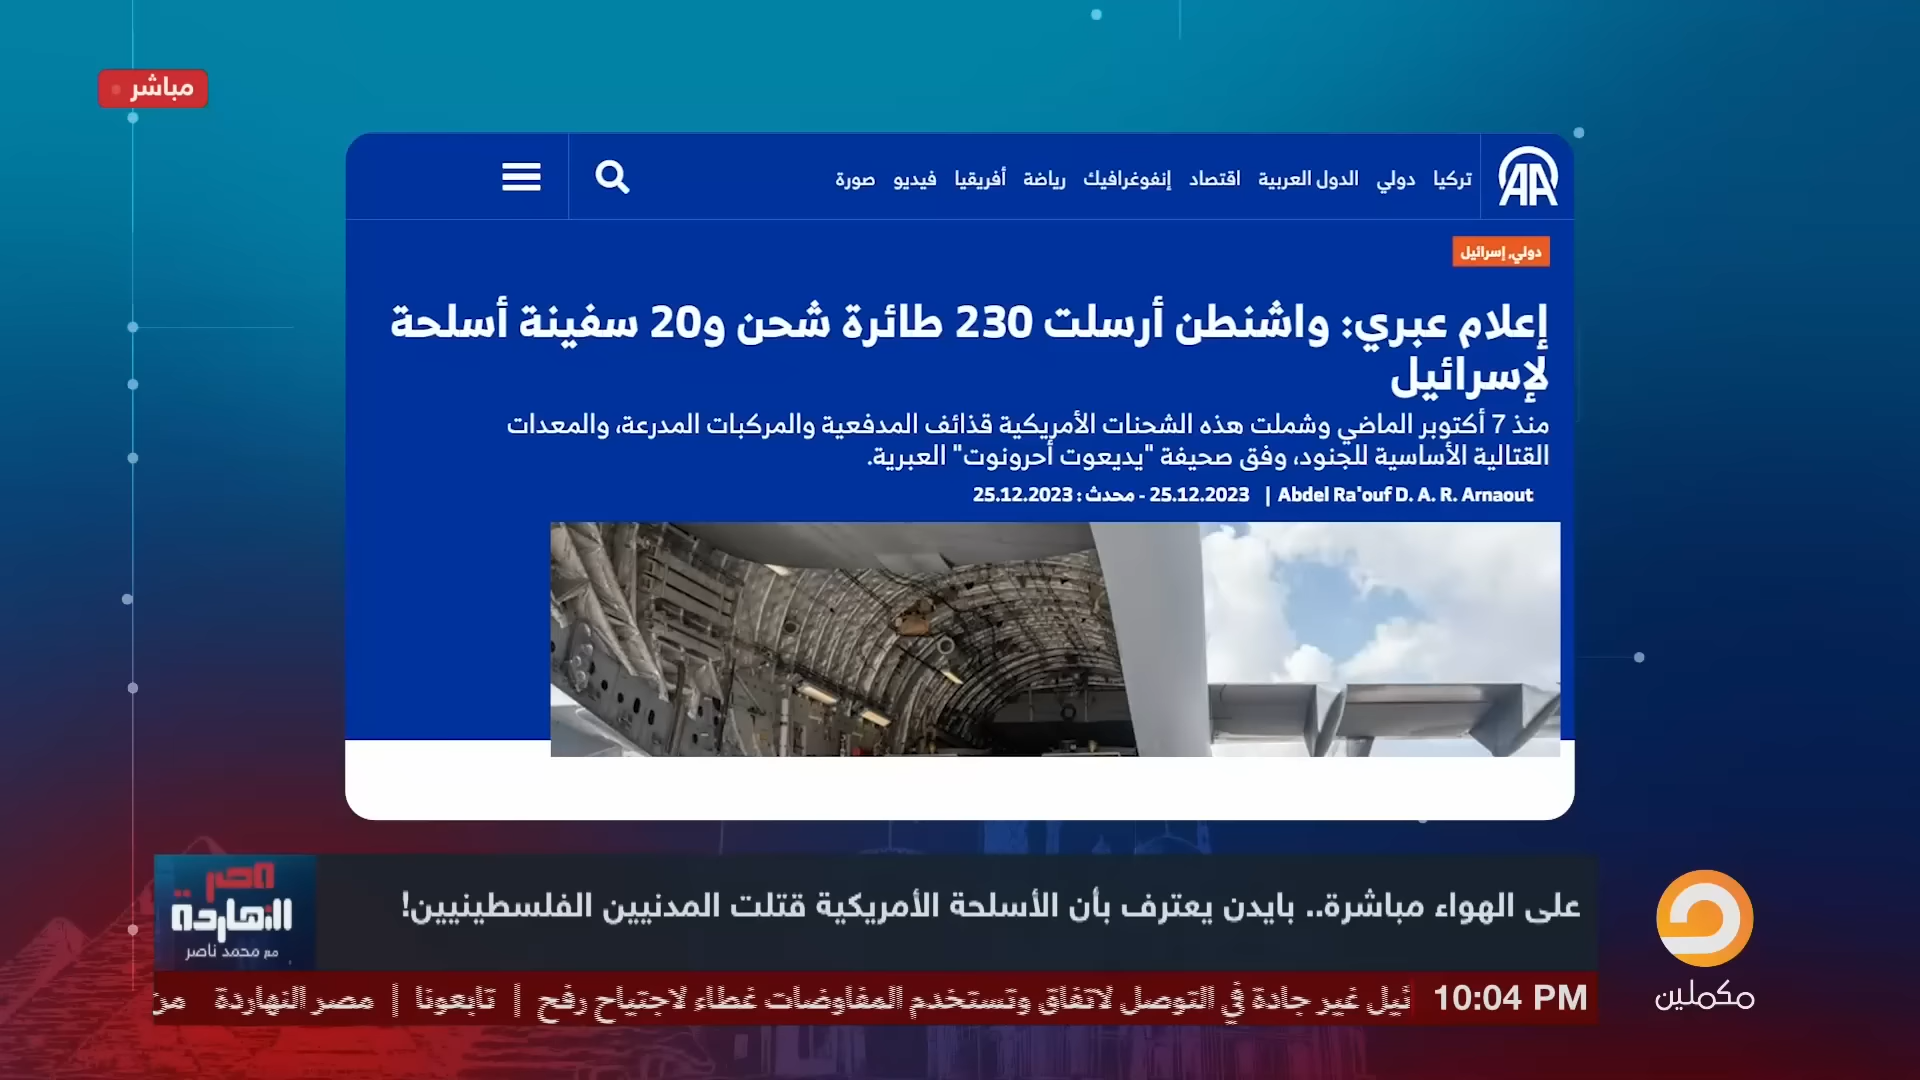 مباشر
تركيا دولي الدول العربية اقتصاد إنفوغرافيك رياضة أفريقيا فيديو صورة
AA
دولي, إسرائيل
إعلام عبري: واشنطن أرسلت 230 طائرة شحن و20 سفينة أسلحة
لإسرائيل
منذ 7 أكتوبر الماضي وشملت هذه الشحنات الأمريكية قذائف المدفعية والمركبات المدرعة، والمعدات
القتالية الأساسية للجنود، وفق صحيفة "يديعوت أحرونوت" العبرية.
Abdel Ra'ouf D. A. R. Arnaout | 25.12.2023 - محدث : 25.12.2023
على الهواء مباشرة.. بايدن يعترف بأن الأسلحة الأمريكية قتلت المدنيين الفلسطينيين!
مصر
النهاردة
مع محمد ناصر
10:04 PM
ئيل غير جادة في التوصل لاتفاق وتستخدم المفاوضات غطاء لاجتياح رفح | تابعونا | مصر النهاردة من
مكملين